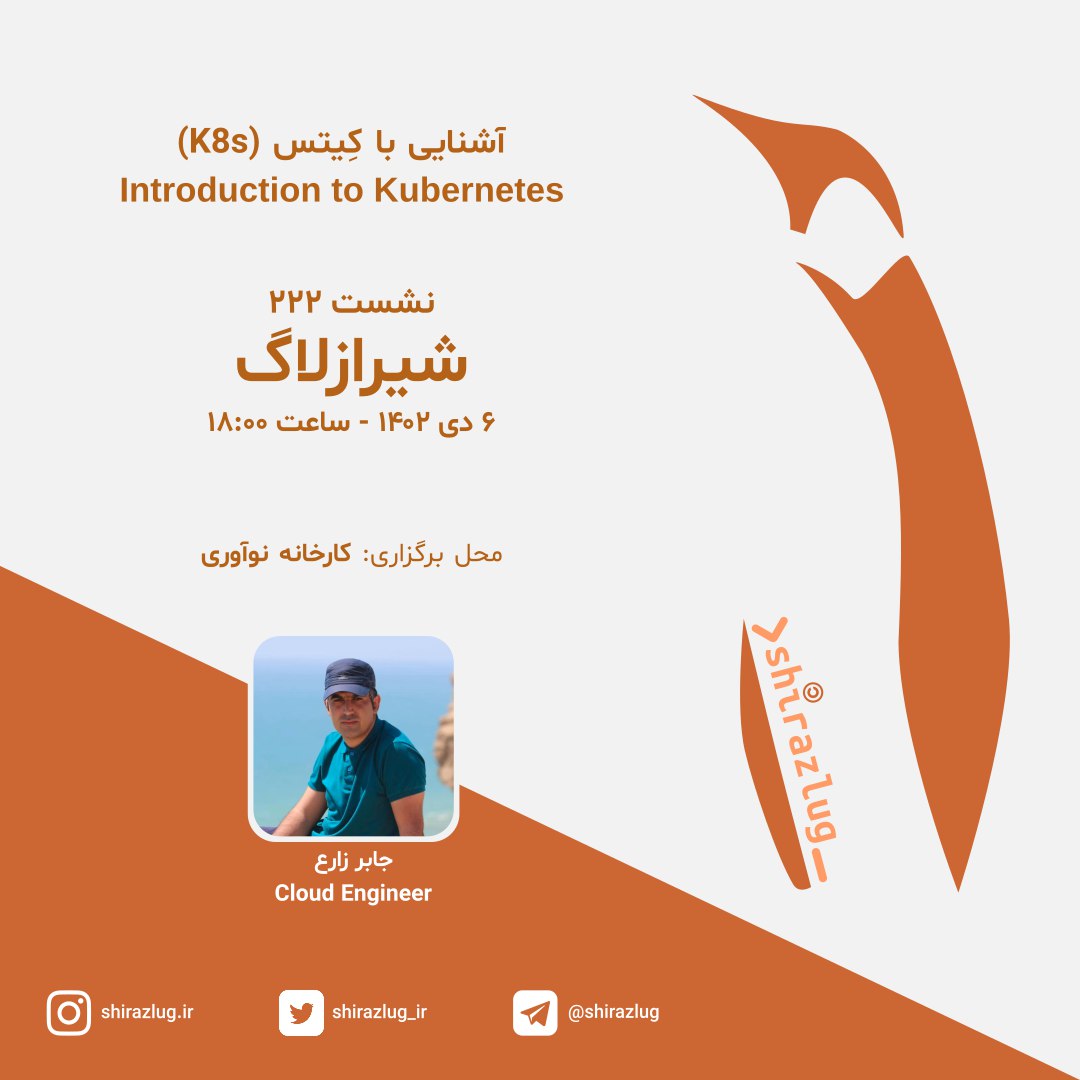 آشنایی با کِیتس (K8s)
Introduction to Kubernetes
نشست ۲۲۲
شیرازلاگ
۶ دی ۱۴۰۲ - ساعت ۱۸:۰۰
محل برگزاری: کارخانه نوآوری
>shirazlug_
©
جابر زارع
Cloud Engineer
shirazlug.ir
shirazlug_ir
@shirazlug